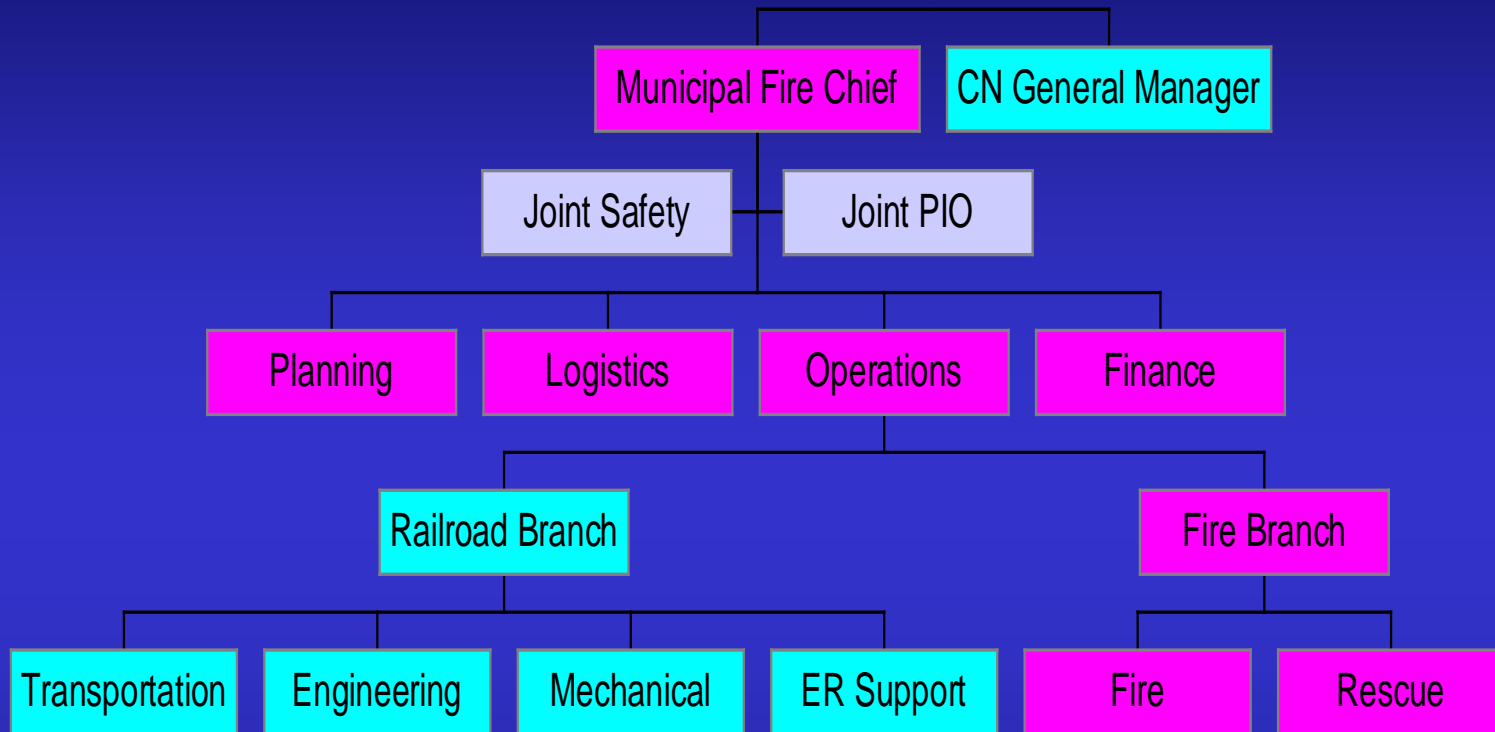 Municipal Fire Chief
CN General Manager
Joint Safety
Joint PIO
Planning
Logistics
Operations
Finance
Railroad Branch
Fire Branch
Transportation
Engineering
Mechanical
ER Support
Fire
Rescue